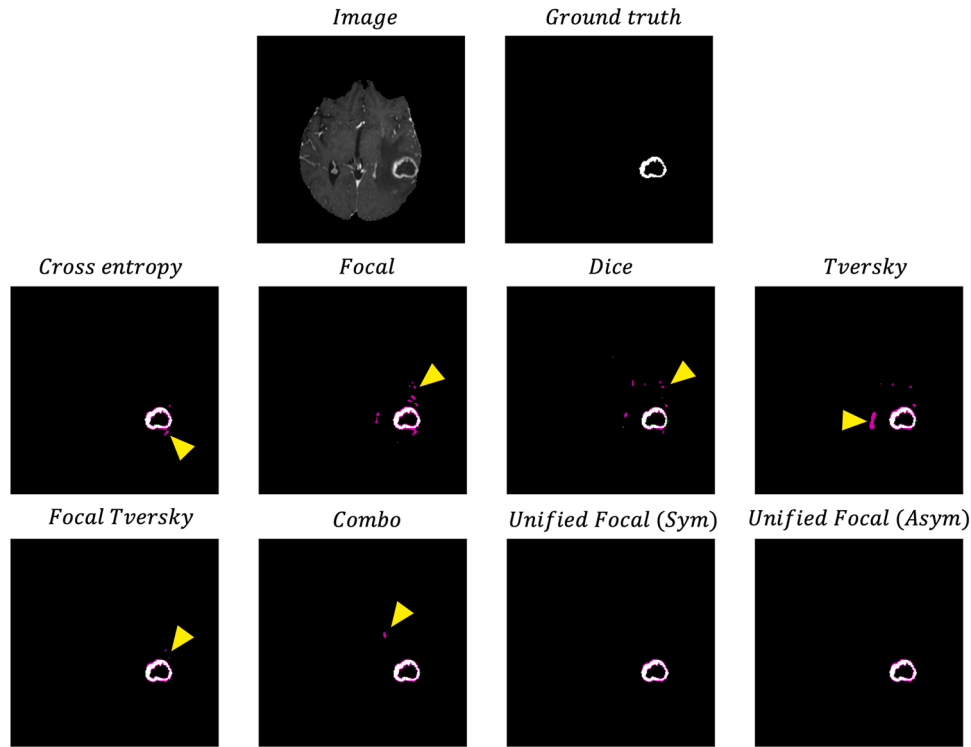 Image
Ground truth
Cross entropy
Focal
Dice
Tversky
Focal Tversky
Combo
Unified Focal (Sym)
Unified Focal (Asym)